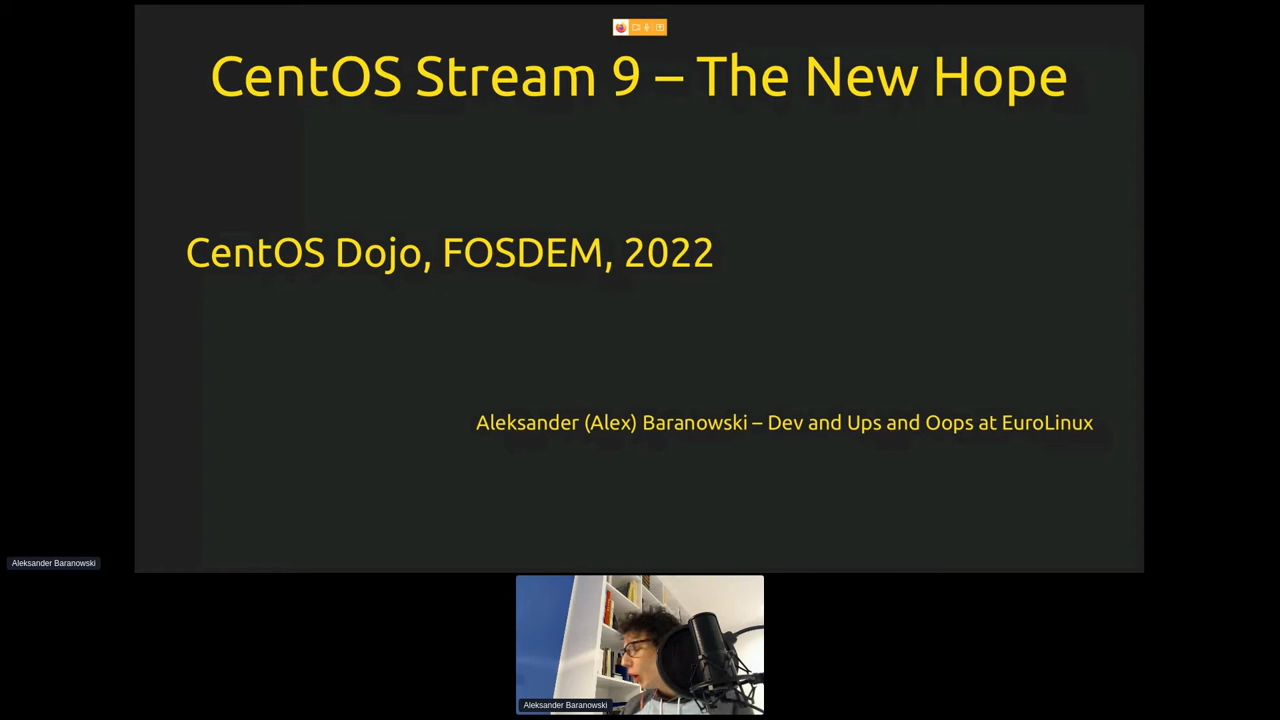 CentOS Stream 9 – The New Hope
CentOS Dojo, FOSDEM, 2022
Aleksander (Alex) Baranowski – Dev and Ups and Oops at EuroLinux
Aleksander Baranowski
Aleksander Baranowski